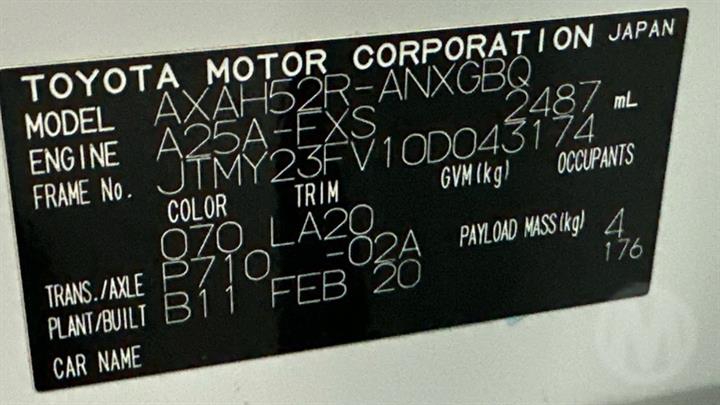 TOYOTA MOTOR CORPORATION JAPAN
MODEL AXAH52R-ANXGBQ
ENGINE A25A-FXS 2487 mL
FRAME No. JTMY23FV10D043174
COLOR TRIM GVM(kg) OCCUPANTS
070 LA20
TRANS./AXLE P710 -02A PAYLOAD MASS(kg) 4
PLANT/BUILT B11 FEB 20 176
CAR NAME
M